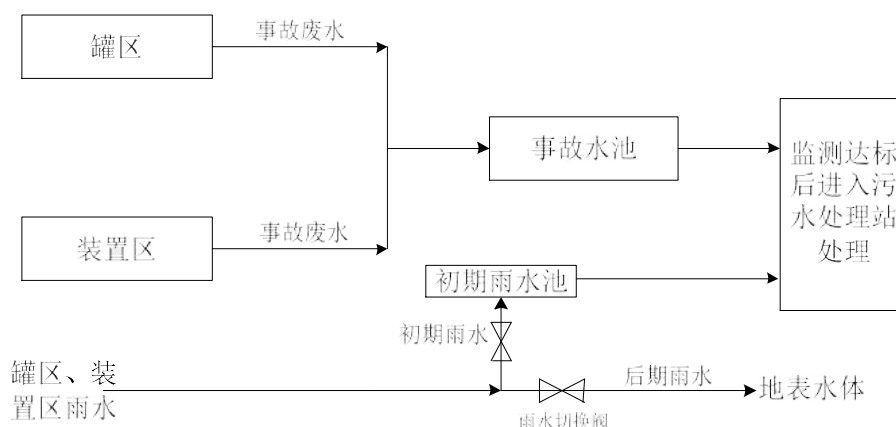 罐区
事故废水
事故水池
监测达标
后进入污
水处理站
处理
装置区
事故废水
初期雨水池
初期雨水
罐区、装
置区雨水
后期雨水
地表水体
雨水切换阀